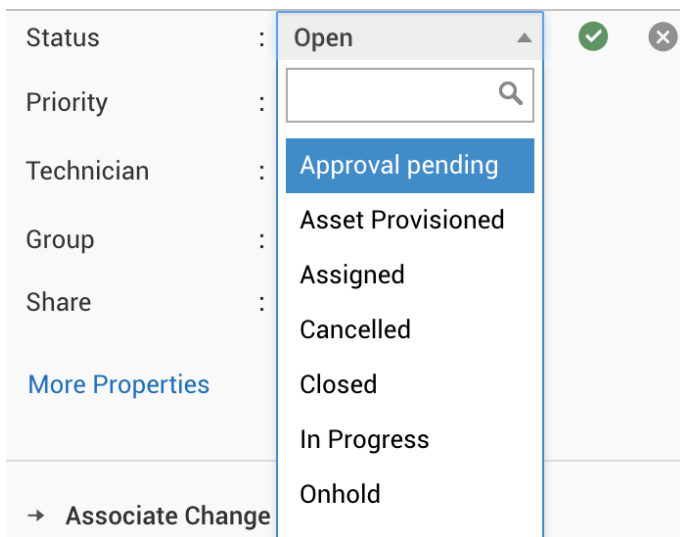 Status : Open
Priority :
Approval pending
Technician :
Asset Provisioned
Group :
Assigned
Share :
Cancelled
More Properties
Closed
In Progress
Onhold
Associate Change